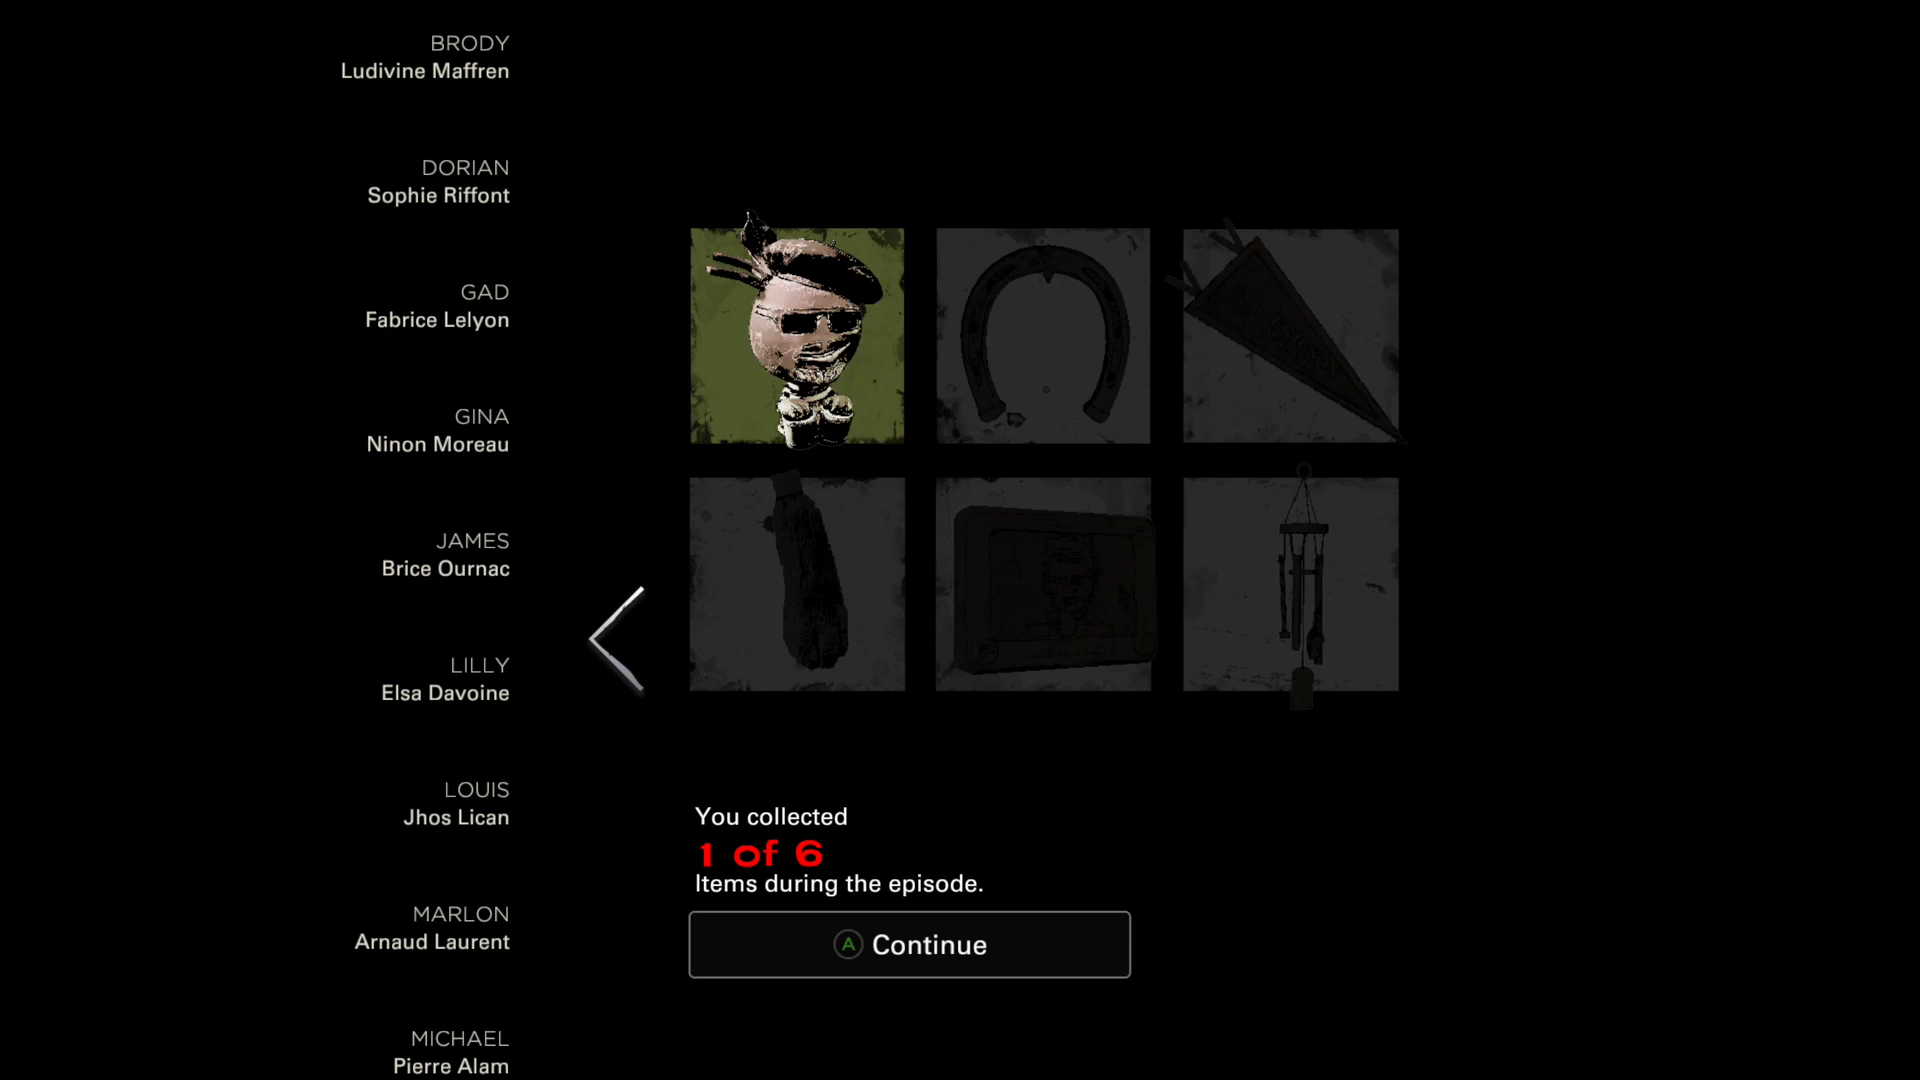 BRODY
Ludivine Maffren
DORIAN
Sophie Riffont
GAD
Fabrice Lelyon
GINA
Ninon Moreau
JAMES
Brice Ournac
LILLY
Elsa Davoine
LOUIS
Jhos Lican
MARLON
Arnaud Laurent
MICHAEL
Pierre Alam
You collected
1 of 6
Items during the episode.
A Continue